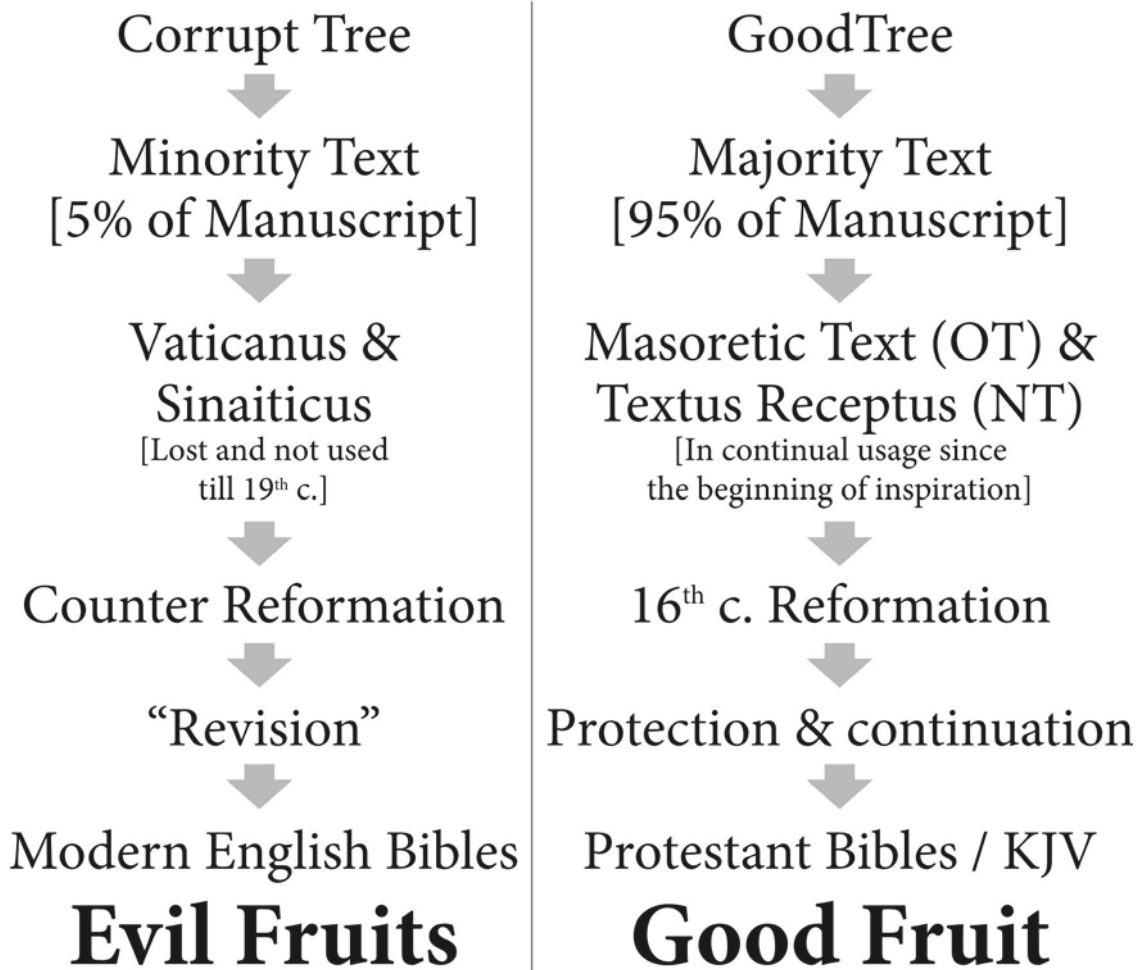 Corrupt Tree
Minority Text
[5% of Manuscript]
Vaticanus &
Sinaiticus
[Lost and not used
till 19th c.]
Counter Reformation
“Revision”
Modern English Bibles
Evil Fruits
GoodTree
Majority Text
[95% of Manuscript]
Masoretic Text (OT) &
Textus Receptus (NT)
[In continual usage since
the beginning of inspiration]
16th c. Reformation
Protection & continuation
Protestant Bibles / KJV
Good Fruit